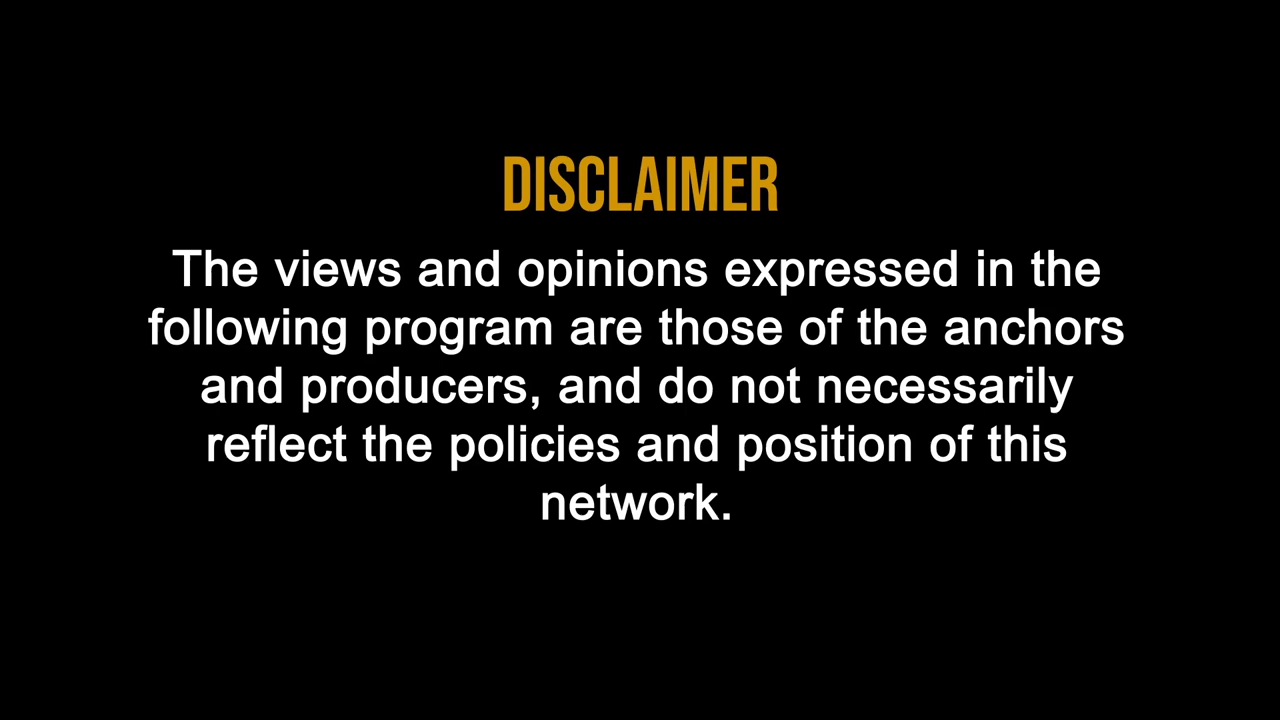 DISCLAIMER
The views and opinions expressed in the
following program are those of the anchors
and producers, and do not necessarily
reflect the policies and position of this
network.